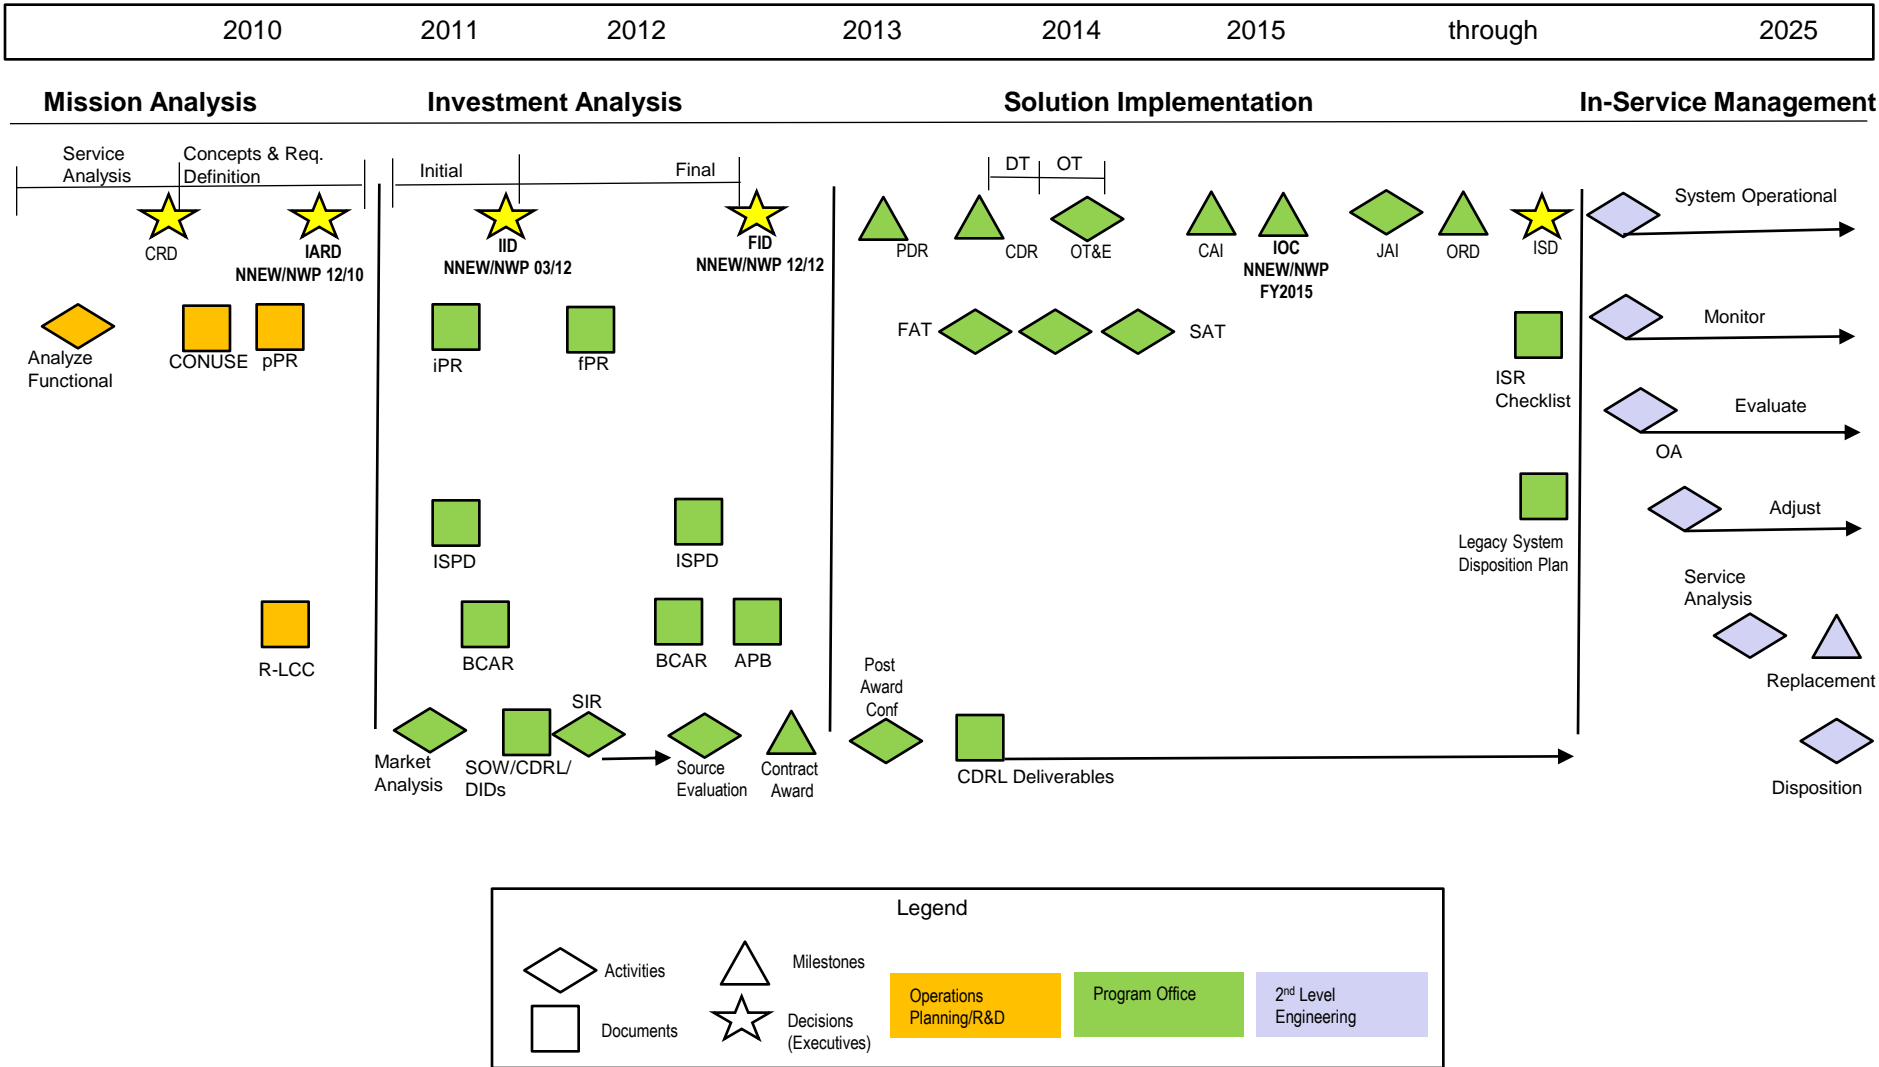 2010 2011 2012 2013 2014 2015 through 2025
Mission Analysis Investment Analysis Solution Implementation In-Service Management
Service
Analysis
Concepts & Req.
Definition
Initial
Final
DT OT
CRD
IARD
NNEW/NWP 12/10
IID
NNEW/NWP 03/12
FID
NNEW/NWP 12/12
PDR
CDR
OT&E
CAI
IOC
NNEW/NWP
FY2015
JAI
ORD
ISD
System Operational
Analyze
Functional
CONUSE
pPR
iPR
fPR
FAT
SAT
ISR
Checklist
Monitor
Evaluate
OA
ISPD
ISPD
Legacy System
Disposition Plan
Adjust
R-LCC
BCAR
BCAR
APB
Service
Analysis
Replacement
Market
Analysis
SOW/CDRL/
DIDs
SIR
Source
Evaluation
Contract
Award
Post
Award
Conf
CDRL Deliverables
Disposition
Legend
Activities
Milestones
Documents
Decisions
(Executives)
Operations
Planning/R&D
Program Office
2nd Level
Engineering